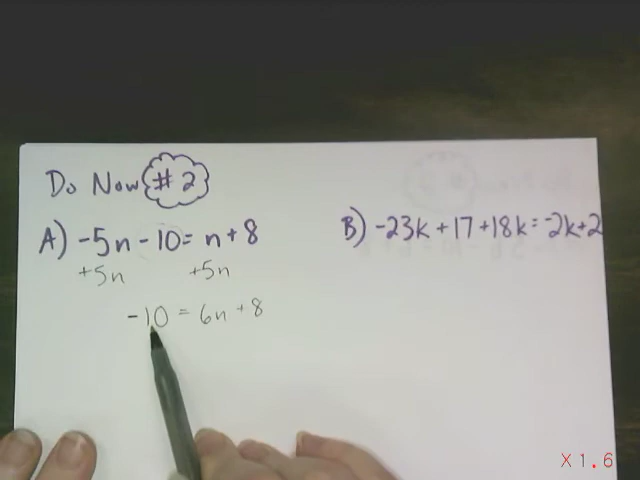 Do Now #2
A) -5n - 10 = n + 8
+5n +5n
-10 = 6n + 8
B) -23k + 17 + 18k = -2k + 2
X 1.6